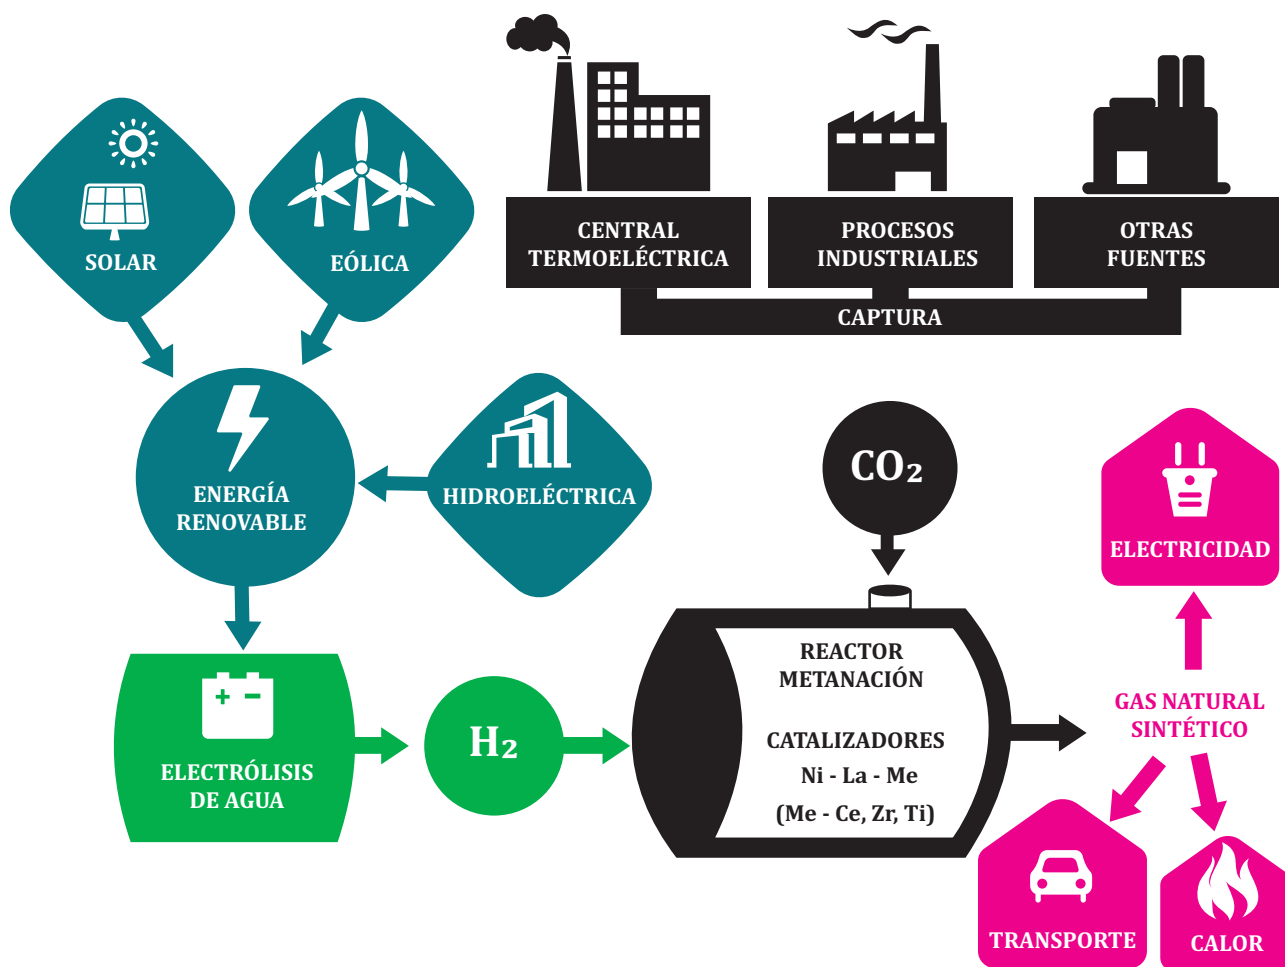 SOLAR
EÓLICA
CENTRAL
TERMOELÉCTRICA
PROCESOS
INDUSTRIALES
OTRAS
FUENTES
CAPTURA
ENERGÍA
RENOVABLE
HIDROELÉCTRICA
CO₂
ELECTRICIDAD
REACTOR
METANACIÓN
CATALIZADORES
Ni - La - Me
(Me - Ce, Zr, Ti)
GAS NATURAL
SINTÉTICO
+ -
ELECTRÓLISIS
DE AGUA
H₂
TRANSPORTE
CALOR